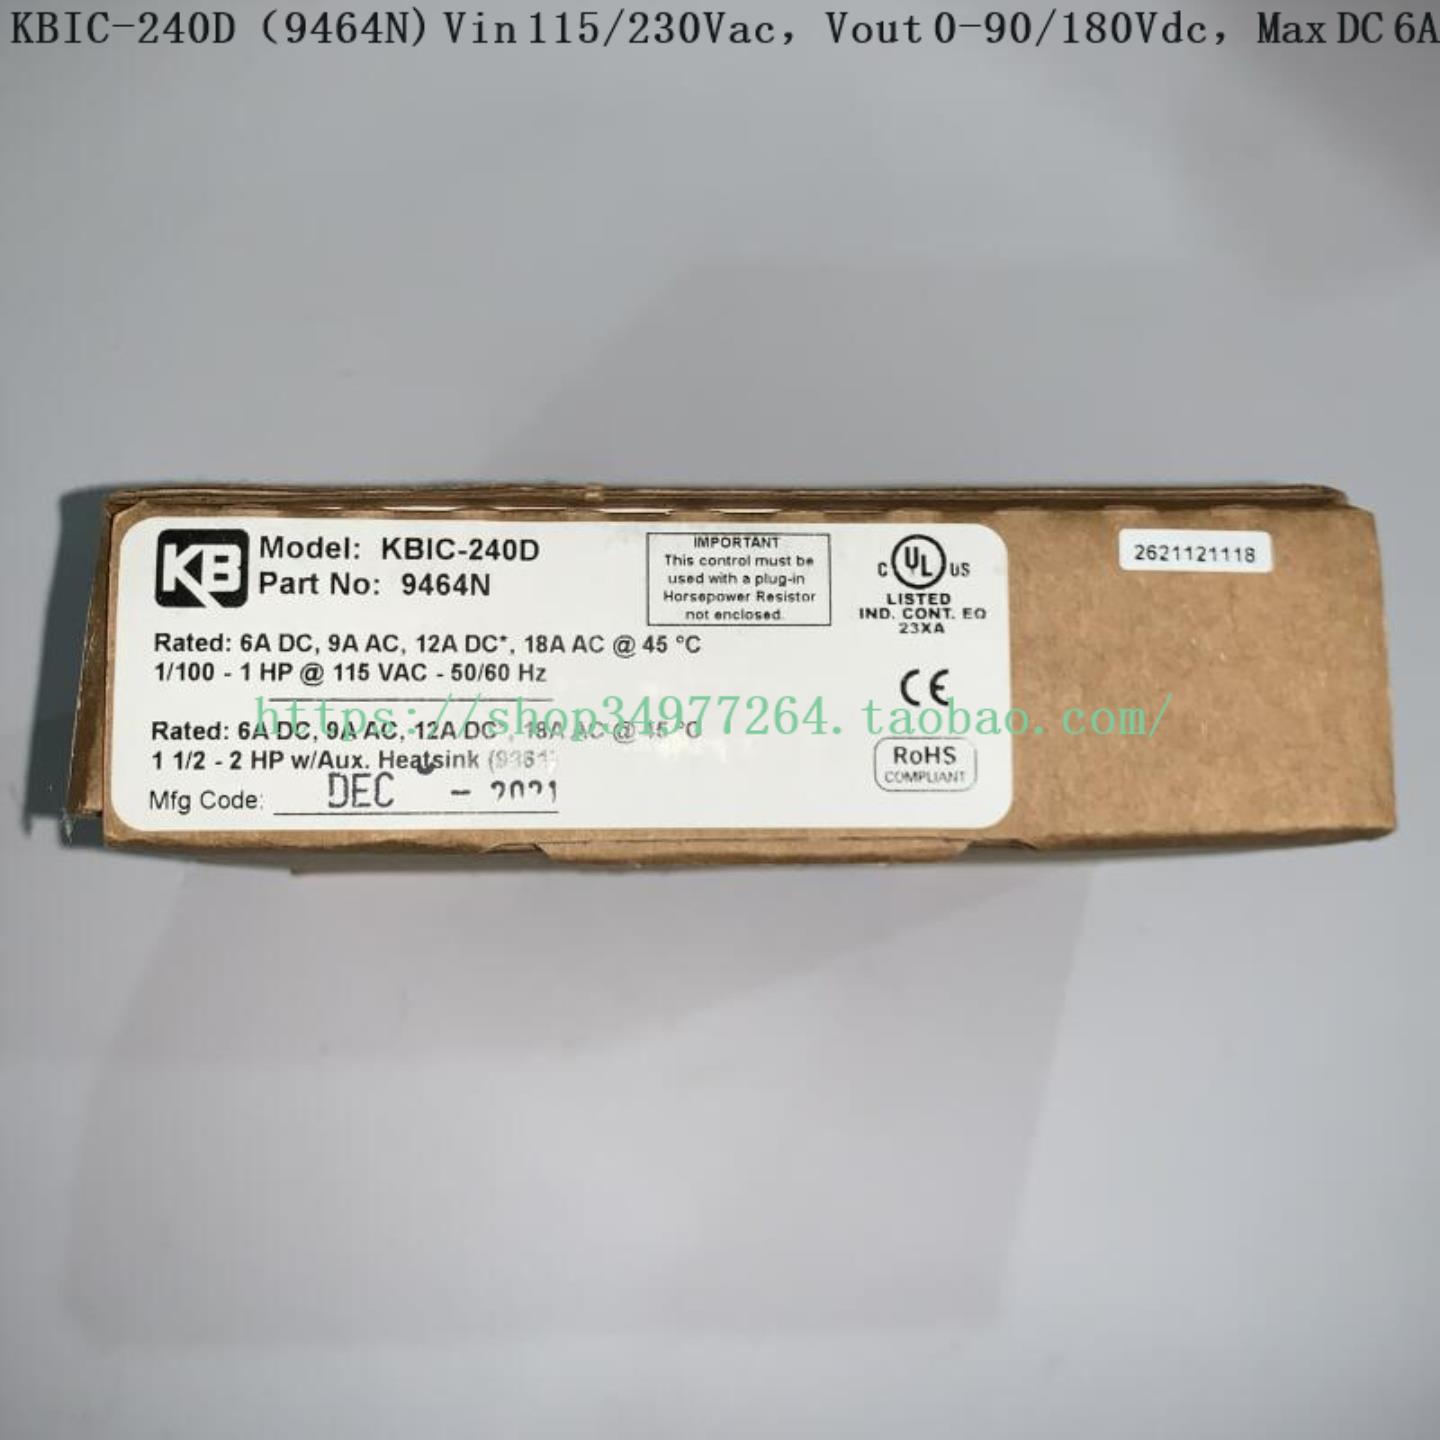 KBIC-240D (9464N) Vin 115/230Vac, Vout 0-90/180Vdc, Max DC 6A
KB
Model: KBIC-240D
Part No: 9464N
IMPORTANT
This control must be
used with a plug-in
Horsepower Resistor
not enclosed.
C UL US
LISTED
IND. CONT. EQ
23XA
2621121118
Rated: 6A DC, 9A AC, 12A DC*, 18A AC @ 45 °C
1/100 - 1 HP @ 115 VAC - 50/60 Hz
CE
https://shop34977264.taobao.com/
Rated: 6A DC, 9A AC, 12A DC*, 18A AC @ 45 °C
1 1/2 - 2 HP w/Aux. Heatsink
RoHS
COMPLIANT
Mfg Code: DEC - 2021